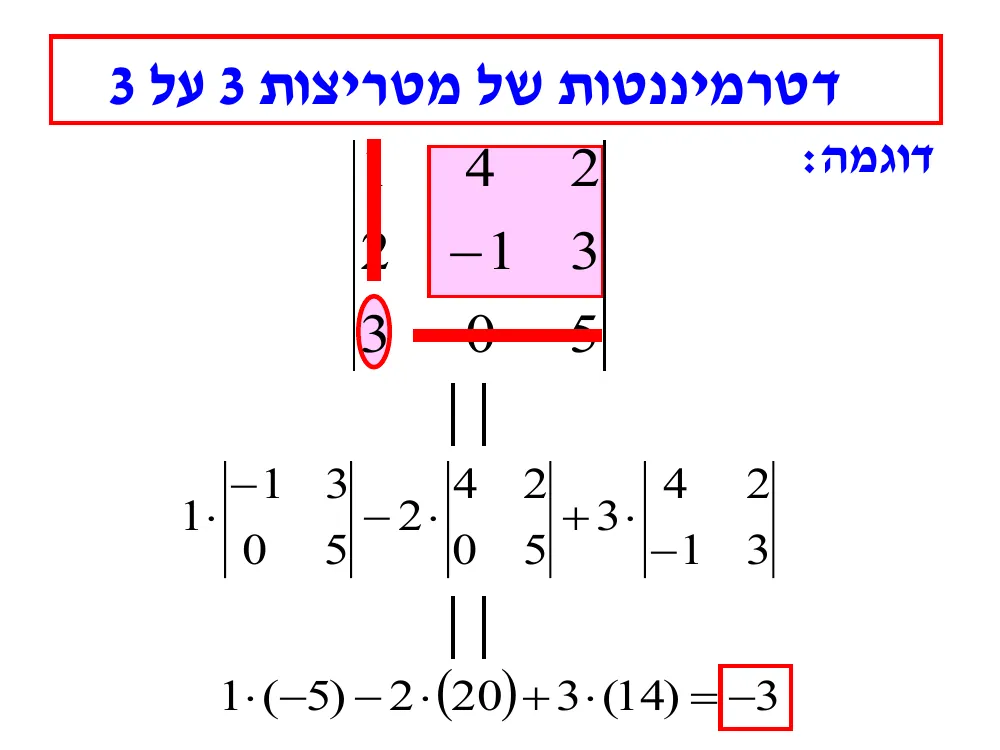 דטרמיננטות של מטריצות 3 על 3
דוגמה:
| 1 4 2 |
| 2 −1 3 |
| 3 0 5 |
||
1· | −1 3 | − 2· | 4 2 | + 3· | 4 2 |
| 0 5 | | 0 5 | | −1 3 |
||
1·(−5) − 2·(20) + 3·(14) = −3